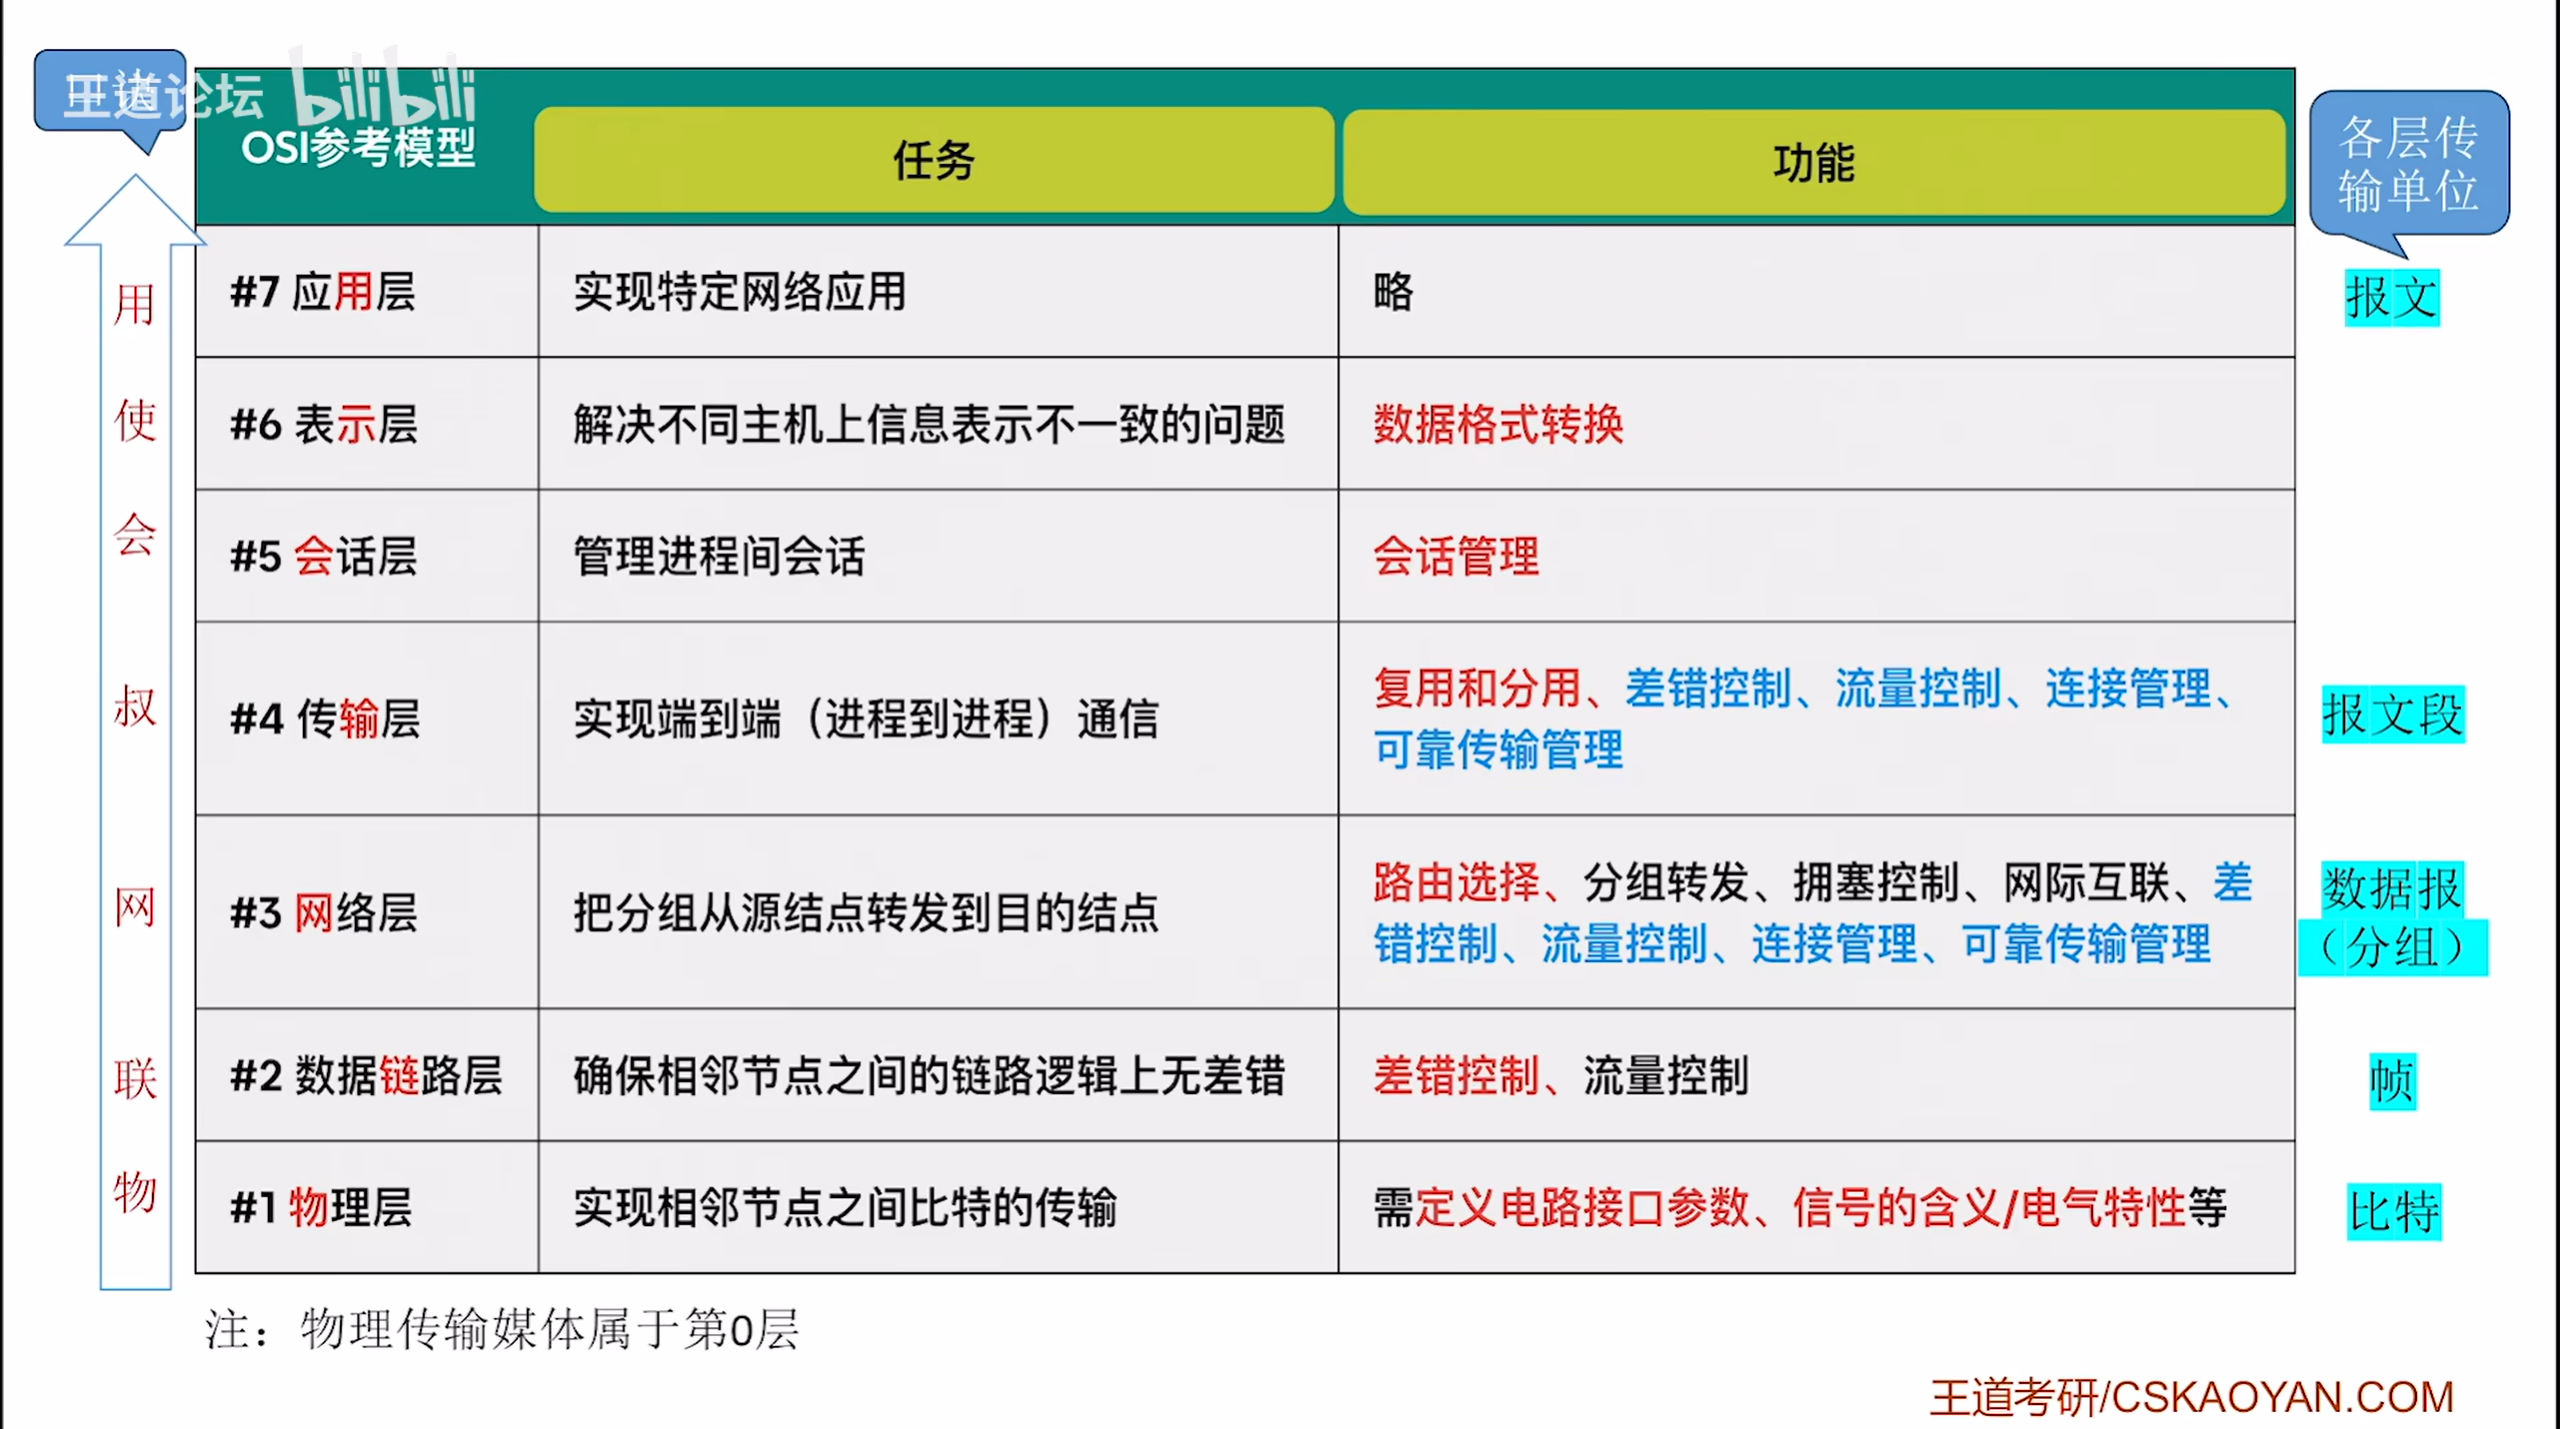 王道论坛 bilibili
OSI参考模型
任务
功能
各层传
输单位
用
#7 应用层
实现特定网络应用
略
报文
使
#6 表示层
解决不同主机上信息表示不一致的问题
数据格式转换
会
#5 会话层
管理进程间会话
会话管理
叔
#4 传输层
实现端到端（进程到进程）通信
复用和分用、差错控制、流量控制、连接管理、
可靠传输管理
报文段
网
#3 网络层
把分组从源结点转发到目的结点
路由选择、分组转发、拥塞控制、网际互联、差
错控制、流量控制、连接管理、可靠传输管理
数据报
（分组）
联
#2 数据链路层
确保相邻节点之间的链路逻辑上无差错
差错控制、流量控制
帧
物
#1 物理层
实现相邻节点之间比特的传输
需定义电路接口参数、信号的含义/电气特性等
比特
注：物理传输媒体属于第0层
王道考研/CSKAOYAN.COM